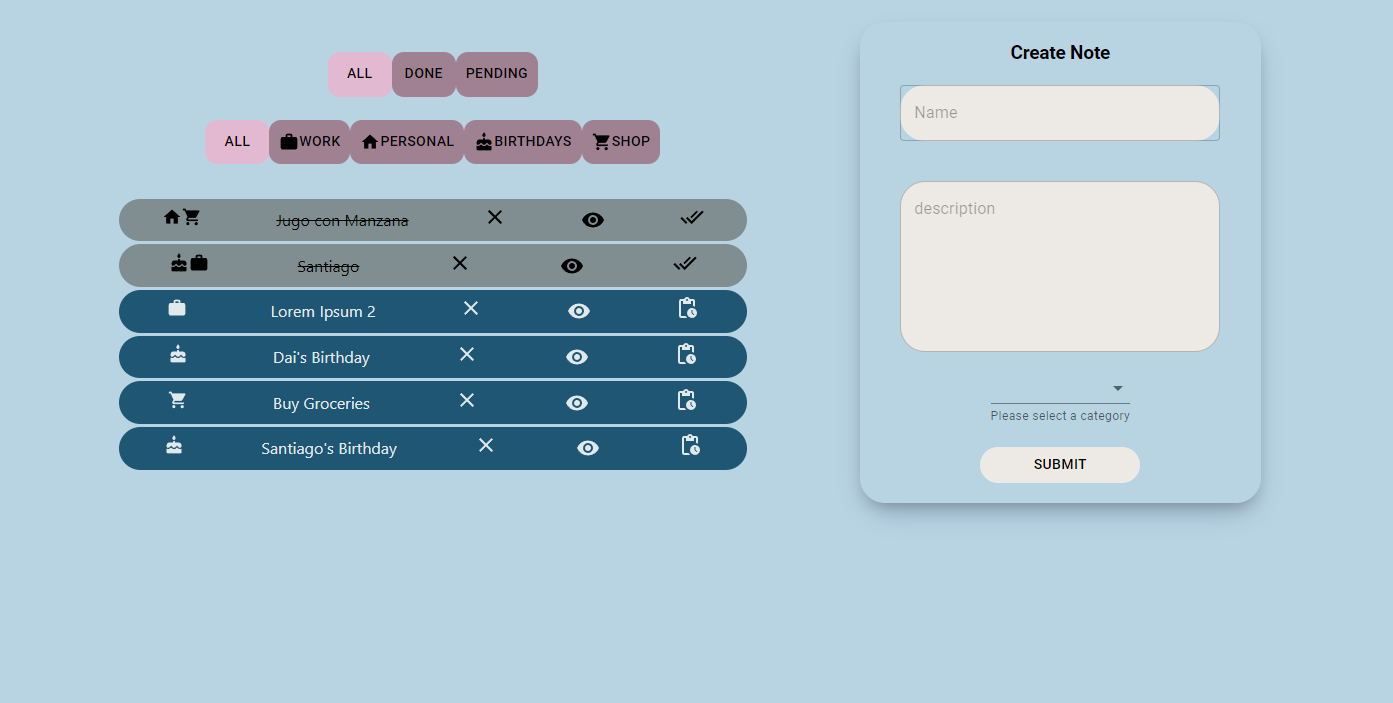 ALL DONE PENDING
ALL WORK PERSONAL BIRTHDAYS SHOP
Jugo con Manzana
Santiago
Lorem Ipsum 2
Dai's Birthday
Buy Groceries
Santiago's Birthday
Create Note
Name
description
Please select a category
SUBMIT